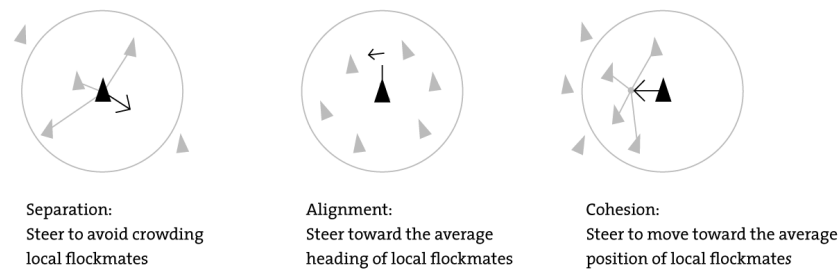 Separation:
Steer to avoid crowding
local flockmates
Alignment:
Steer toward the average
heading of local flockmates
Cohesion:
Steer to move toward the average
position of local flockmates